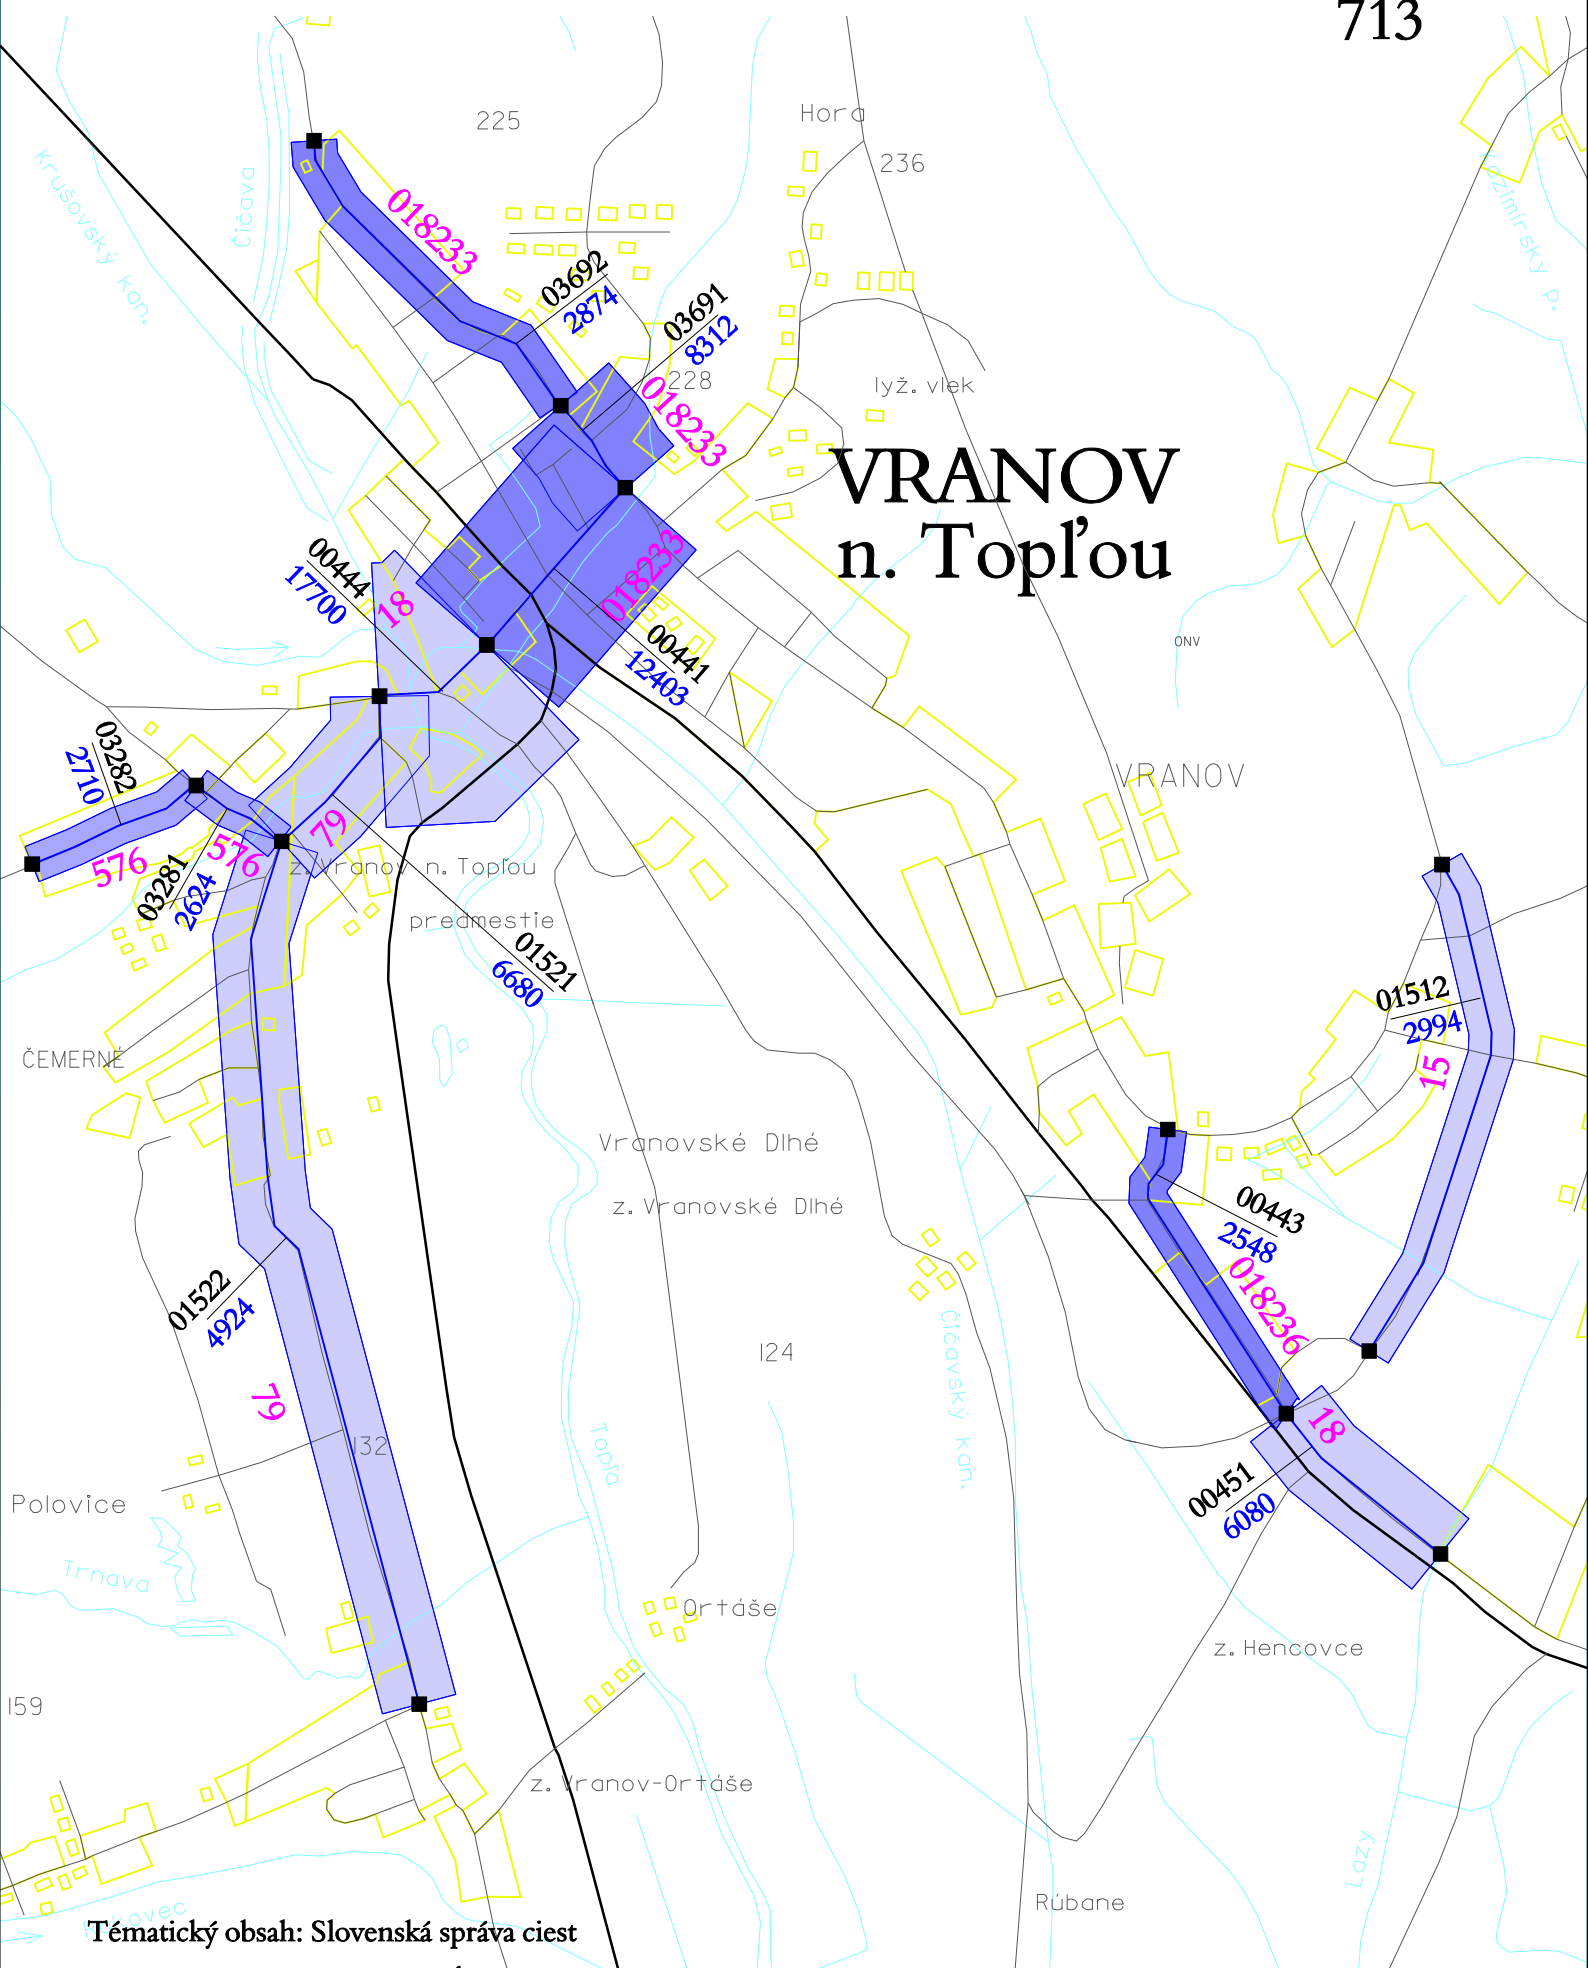 713
225
Hora
236
Krušovský kan.
Čičava
Kazimirsky p.
018233
03692
2874
03691
8312
228
018233
lyž. vlek
VRANOV
n. Topľou
00444
17700
18
018233
00441
12403
ONV
03282
2710
VRANOV
576
576
79
03281
2624
z. Vranov n. Topľou
predmestie
01521
6680
01512
2994
15
ČEMERNÉ
Vranovské Dlhé
z. Vranovské Dlhé
00443
2548
018236
01522
4924
79
124
Čičavský kan.
132
Topľa
18
00451
6080
Polovice
Trnava
Ortáše
z. Hencovce
159
z. Vranov-Ortáše
Lazy
Rúbane
Tématický obsah: Slovenská správa ciest